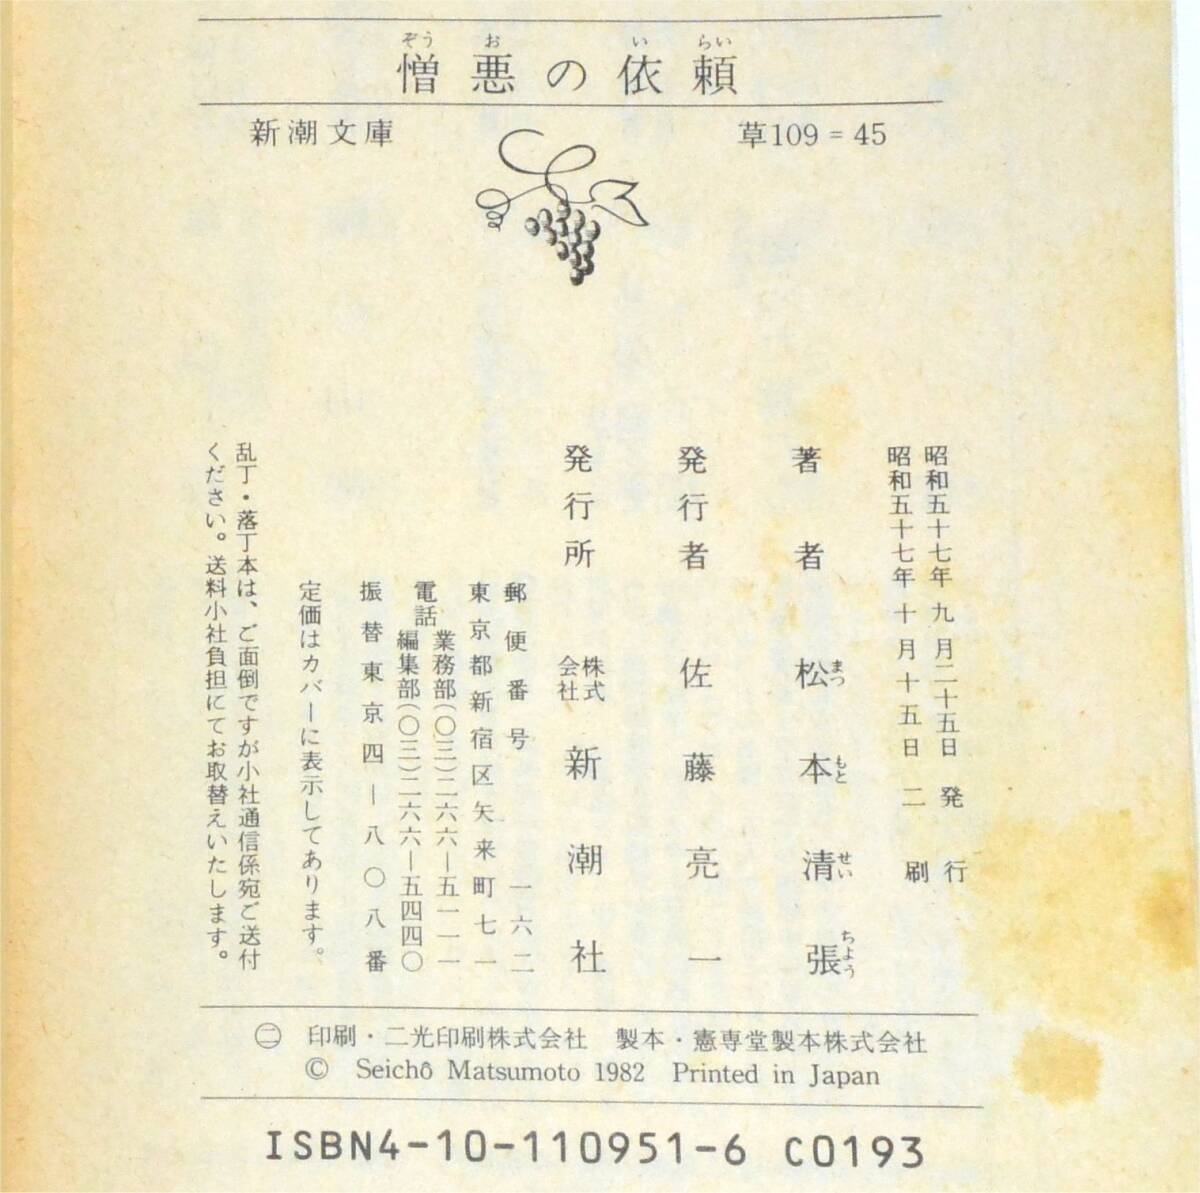 憎悪の依頼
ぞう お い らい
新潮文庫
草109=45
昭和五十七年 九 月二十五日 発 行
昭和五十七年 十 月十五日 二 刷
著 者 松本清張
まつ もと せい ちよう
発行者 佐藤亮一
発行所 株式会社 新潮社
郵便番号 一六二
東京都新宿区矢来町七一
電話 業務部(〇三)二六六―五一一一
編集部(〇三)二六六―五四四〇
振替東京四―八〇八番
定価はカバーに表示してあります。
乱丁・落丁本は、ご面倒ですが小社通信係宛ご送付
ください。送料小社負担にてお取替えいたします。
㊁ 印刷・二光印刷株式会社 製本・憲専堂製本株式会社
© Seichô Matsumoto 1982 Printed in Japan
ISBN4-10-110951-6 C0193